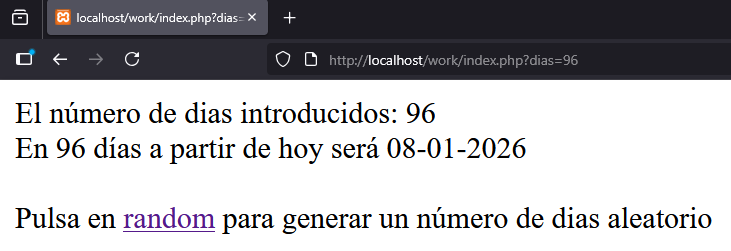 localhost/work/index.php?dias=
http://localhost/work/index.php?dias=96
El número de dias introducidos: 96
En 96 días a partir de hoy será 08-01-2026
Pulsa en random para generar un número de dias aleatorio